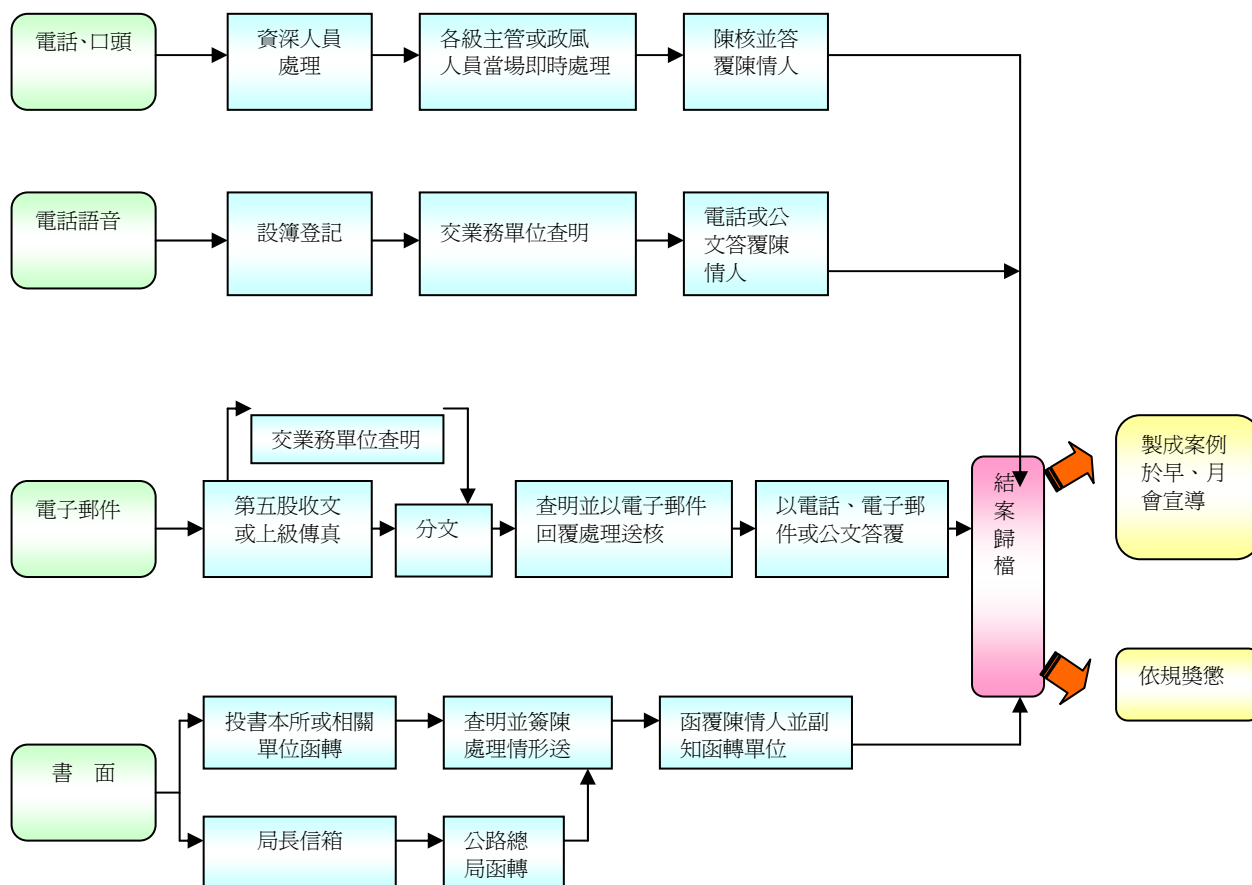 電話、口頭
資深人員
處理
各級主管或政風
人員當場即時處理
陳核並答
覆陳情人
電話語音
設簿登記
交業務單位查明
電話或公
文答覆陳
情人
交業務單位查明
電子郵件
第五股收文
或上級傳真
分文
查明並以電子郵件
回覆處理送核
以電話、電子郵
件或公文答覆
結
案
歸
檔
製成案例
於早、月
會宣導
依規獎懲
書　面
投書本所或相關
單位函轉
查明並簽陳
處理情形送
函覆陳情人並副
知函轉單位
局長信箱
公路總
局函轉